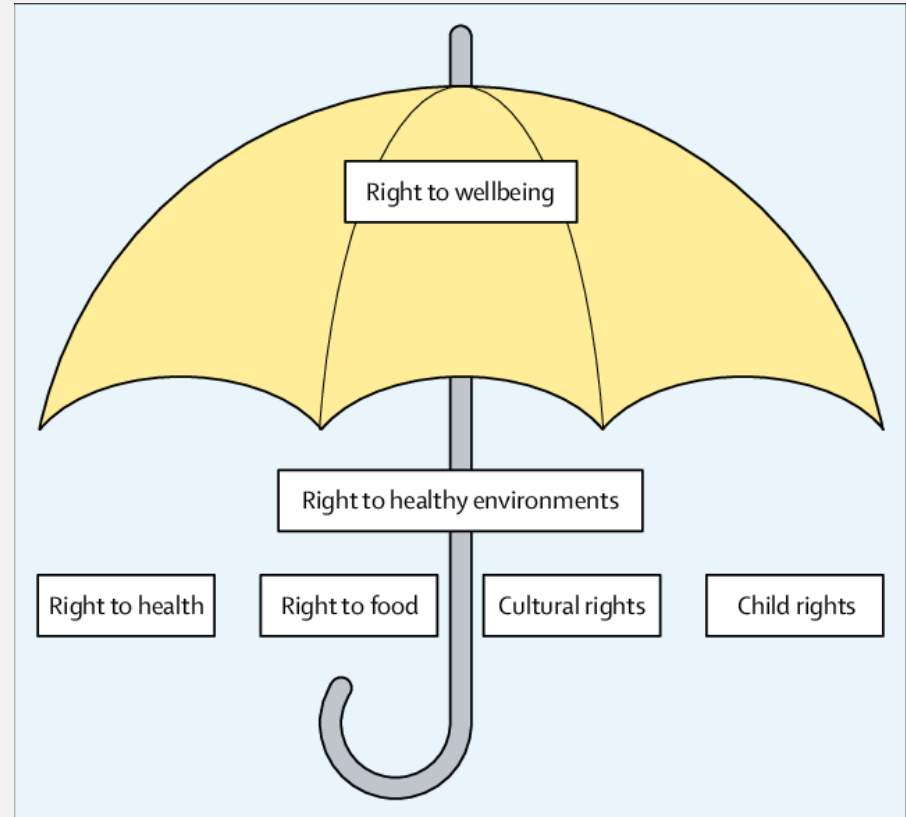 Right to wellbeing
Right to healthy environments
Right to health
Right to food
Cultural rights
Child rights